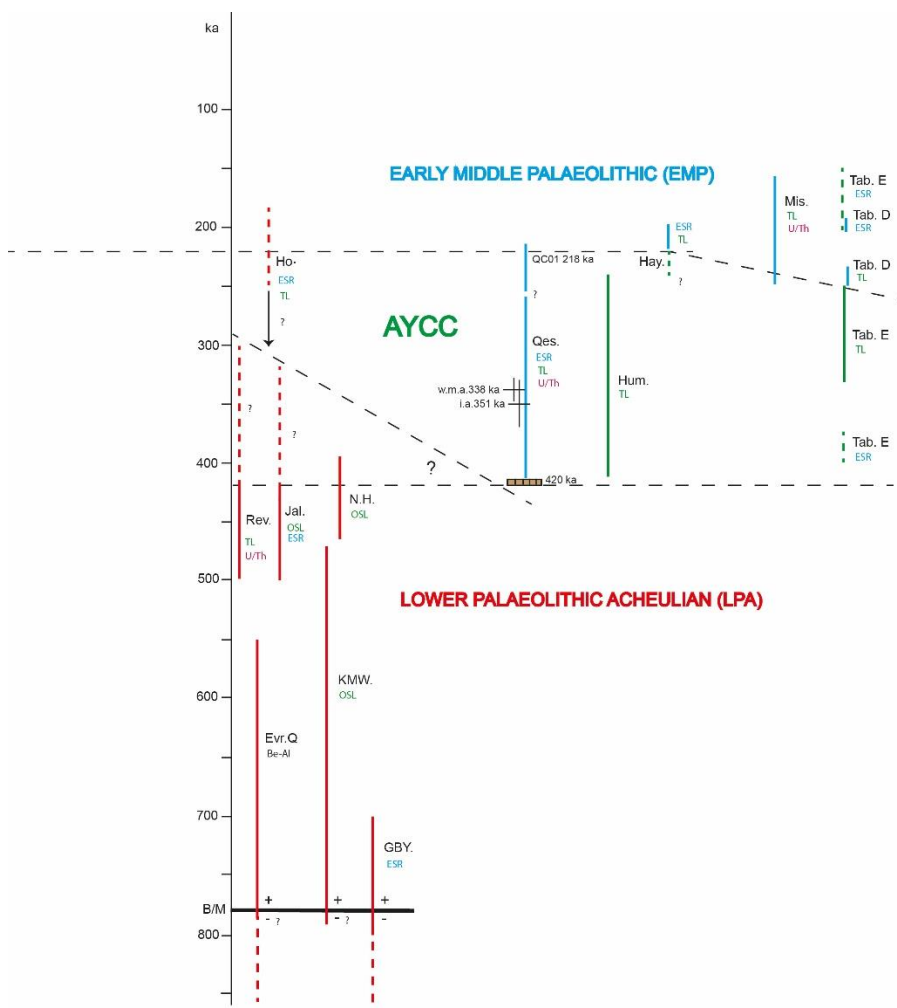 ka
100
EARLY MIDDLE PALAEOLITHIC (EMP)
Tab. E
ESR
Mis.
TL
U/Th
Tab. D
ESR
200
ESR
TL
Ho.
ESR
TL
?
QC01 218 ka
?
Hay.
?
Tab. D
TL
AYCC
300
Qes.
ESR
TL
U/Th
Tab. E
TL
w.m.a.338 ka
i.a.351 ka
Hum.
TL
?
?
400
?
Tab. E
ESR
420 ka
Rev.
TL
U/Th
Jal.
OSL
ESR
N.H.
OSL
500
LOWER PALAEOLITHIC ACHEULIAN (LPA)
600
KMW.
OSL
Evr.Q
Be-Al
700
GBY.
ESR
B/M
+
+
+
- ?
- ?
-
800